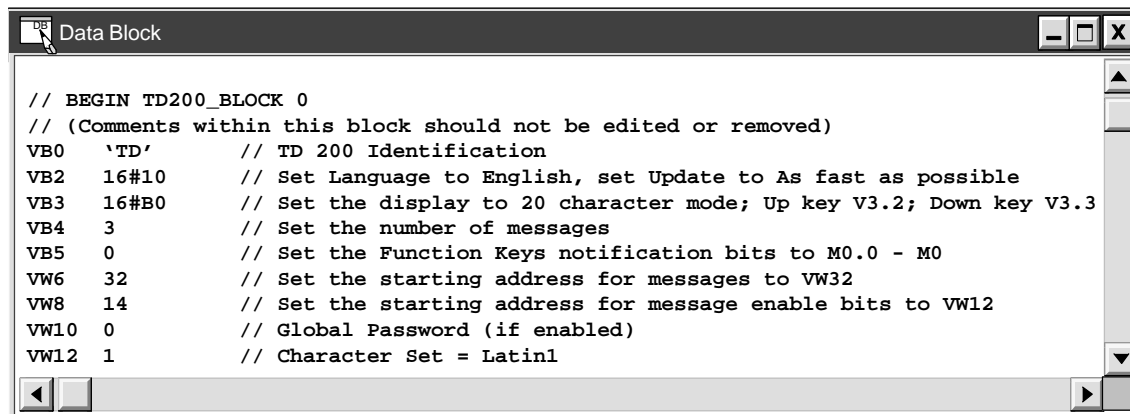 DB Data Block
// BEGIN TD200_BLOCK 0
// (Comments within this block should not be edited or removed)
VB0 ‘TD’ // TD 200 Identification
VB2 16#10 // Set Language to English, set Update to As fast as possible
VB3 16#B0 // Set the display to 20 character mode; Up key V3.2; Down key V3.3
VB4 3 // Set the number of messages
VB5 0 // Set the Function Keys notification bits to M0.0 - M0
VW6 32 // Set the starting address for messages to VW32
VW8 14 // Set the starting address for message enable bits to VW12
VW10 0 // Global Password (if enabled)
VW12 1 // Character Set = Latin1